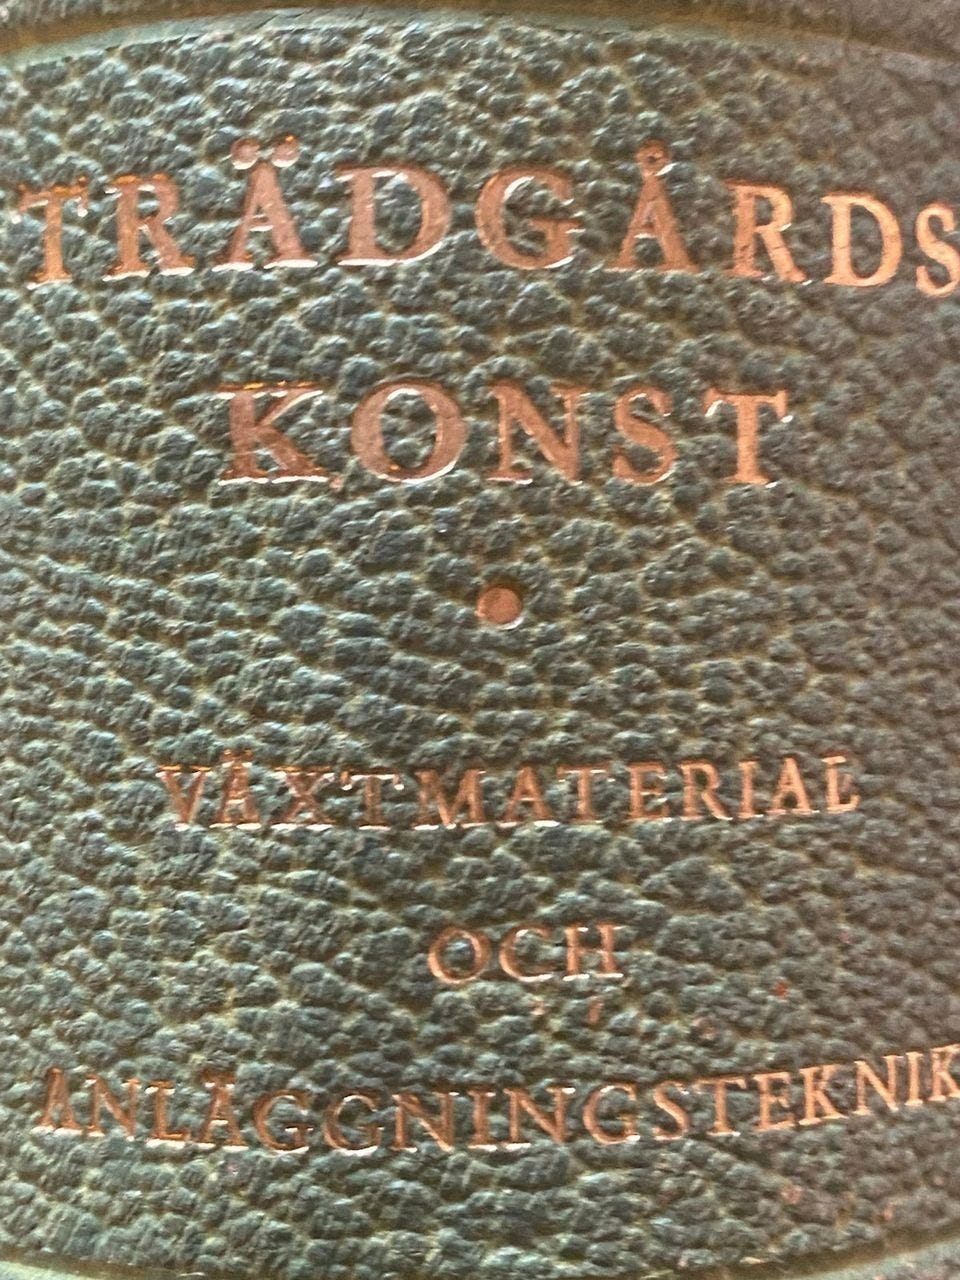 TRÄDGÅRDS
KONST
•
VÄXTMATERIAL
OCH
ANLÄGGNINGSTEKNIK